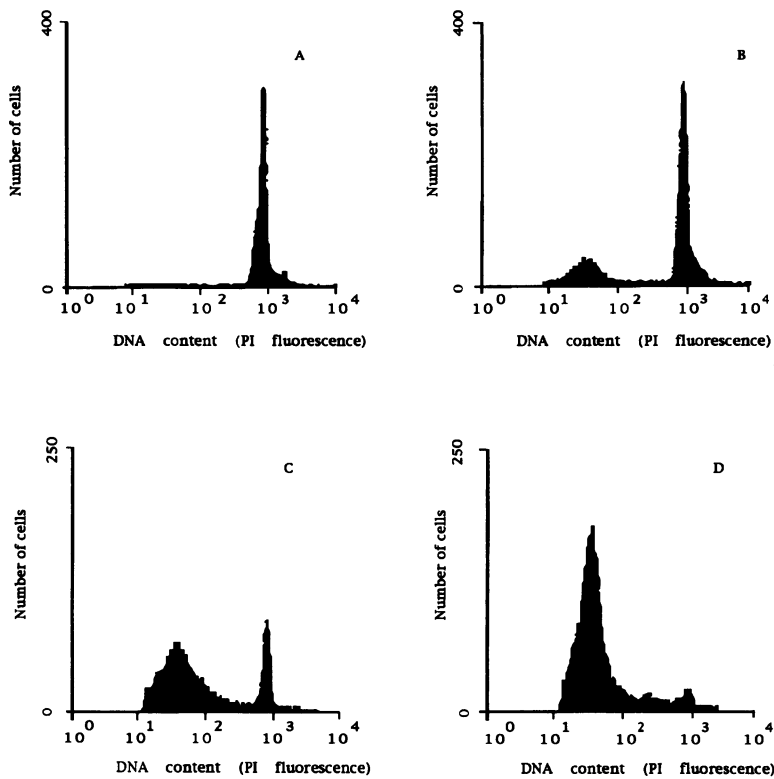 400
A
Number of cells
0
10^0 10^1 10^2 10^3 10^4
DNA content (PI fluorescence)
400
B
Number of cells
0
10^0 10^1 10^2 10^3 10^4
DNA content (PI fluorescence)
250
C
Number of cells
0
10^0 10^1 10^2 10^3 10^4
DNA content (PI fluorescence)
250
D
Number of cells
0
10^0 10^1 10^2 10^3 10^4
DNA content (PI fluorescence)